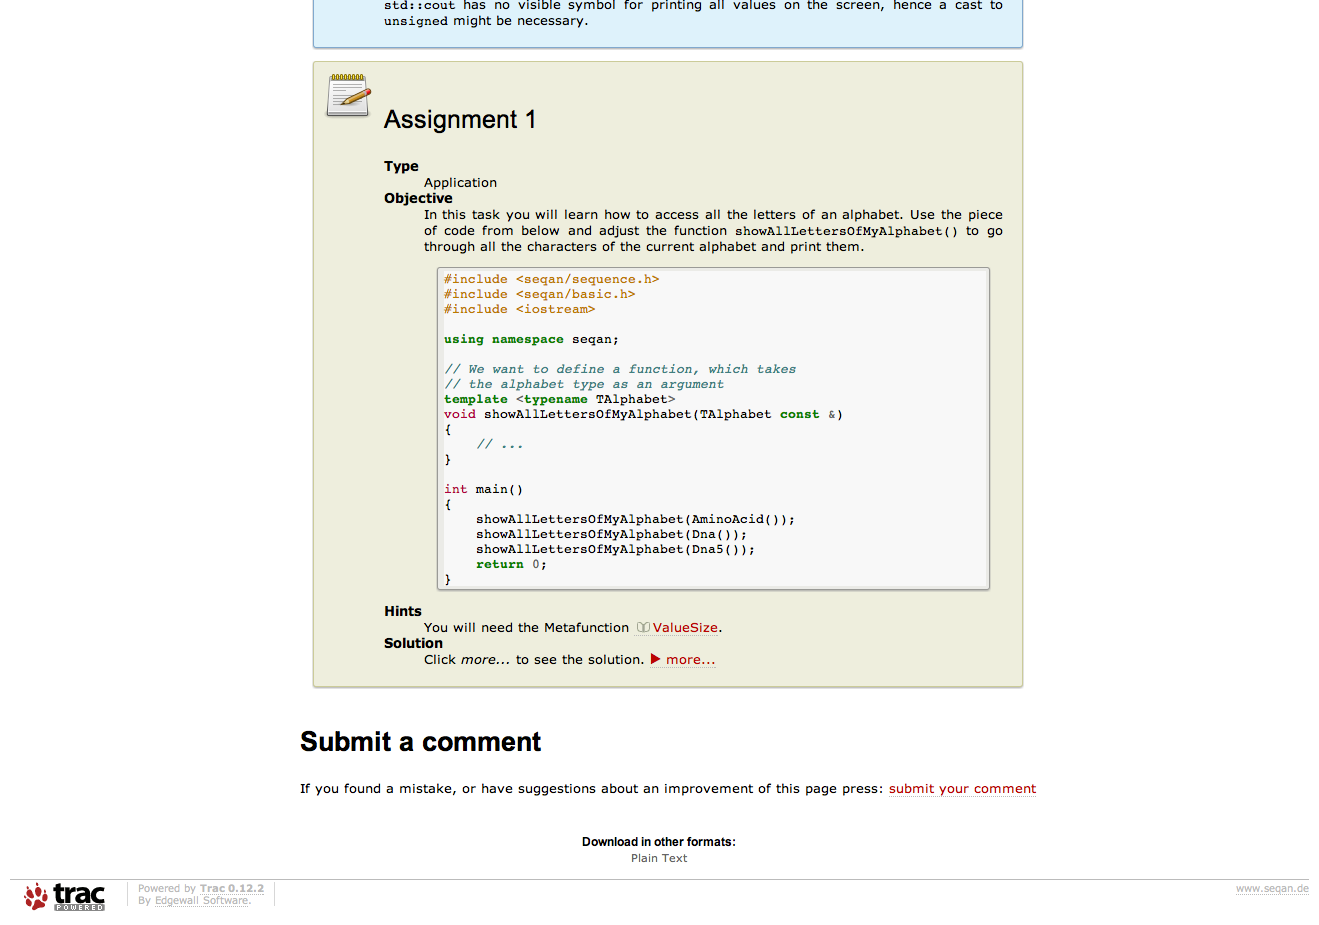 std::cout has no visible symbol for printing all values on the screen, hence a cast to
unsigned might be necessary.
Assignment 1
Type
Application
Objective
In this task you will learn how to access all the letters of an alphabet. Use the piece
of code from below and adjust the function showAllLettersOfMyAlphabet() to go
through all the characters of the current alphabet and print them.
#include <seqan/sequence.h>
#include <seqan/basic.h>
#include <iostream>
using namespace seqan;
// We want to define a function, which takes
// the alphabet type as an argument
template <typename TAlphabet>
void showAllLettersOfMyAlphabet(TAlphabet const &)
{
    // ...
}
int main()
{
    showAllLettersOfMyAlphabet(AminoAcid());
    showAllLettersOfMyAlphabet(Dna());
    showAllLettersOfMyAlphabet(Dna5());
    return 0;
}
Hints
You will need the Metafunction ValueSize.
Solution
Click more... to see the solution. ▶ more...
Submit a comment
If you found a mistake, or have suggestions about an improvement of this page press: submit your comment
Download in other formats:
Plain Text
trac
POWERED
Powered by Trac 0.12.2
By Edgewall Software.
www.seqan.de